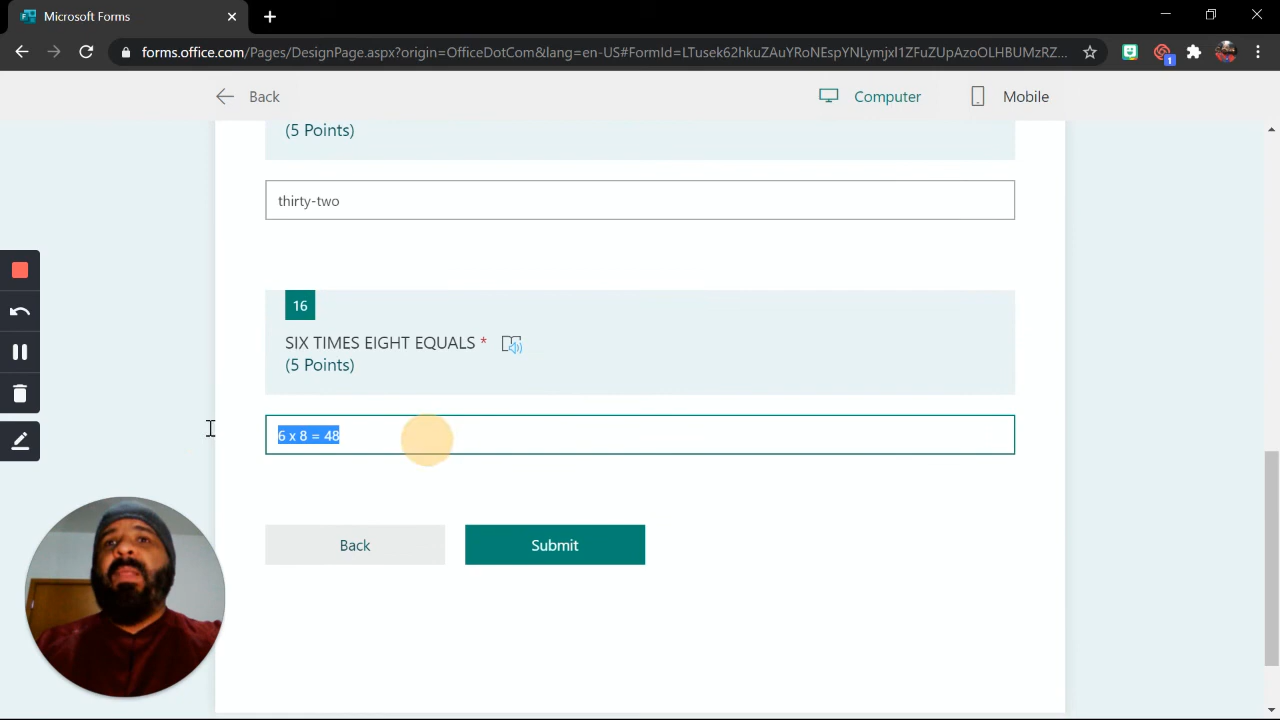 Microsoft Forms
forms.office.com/Pages/DesignPage.aspx?origin=OfficeDotCom&lang=en-US#FormId=LTusek62hkuZAuYRoNEspYNLymjxI1ZFuZUpAzoOLHBUMzRZ...
1
Back
Computer
Mobile
(5 Points)
thirty-two
16
SIX TIMES EIGHT EQUALS *
(5 Points)
6 x 8 = 48
Back
Submit